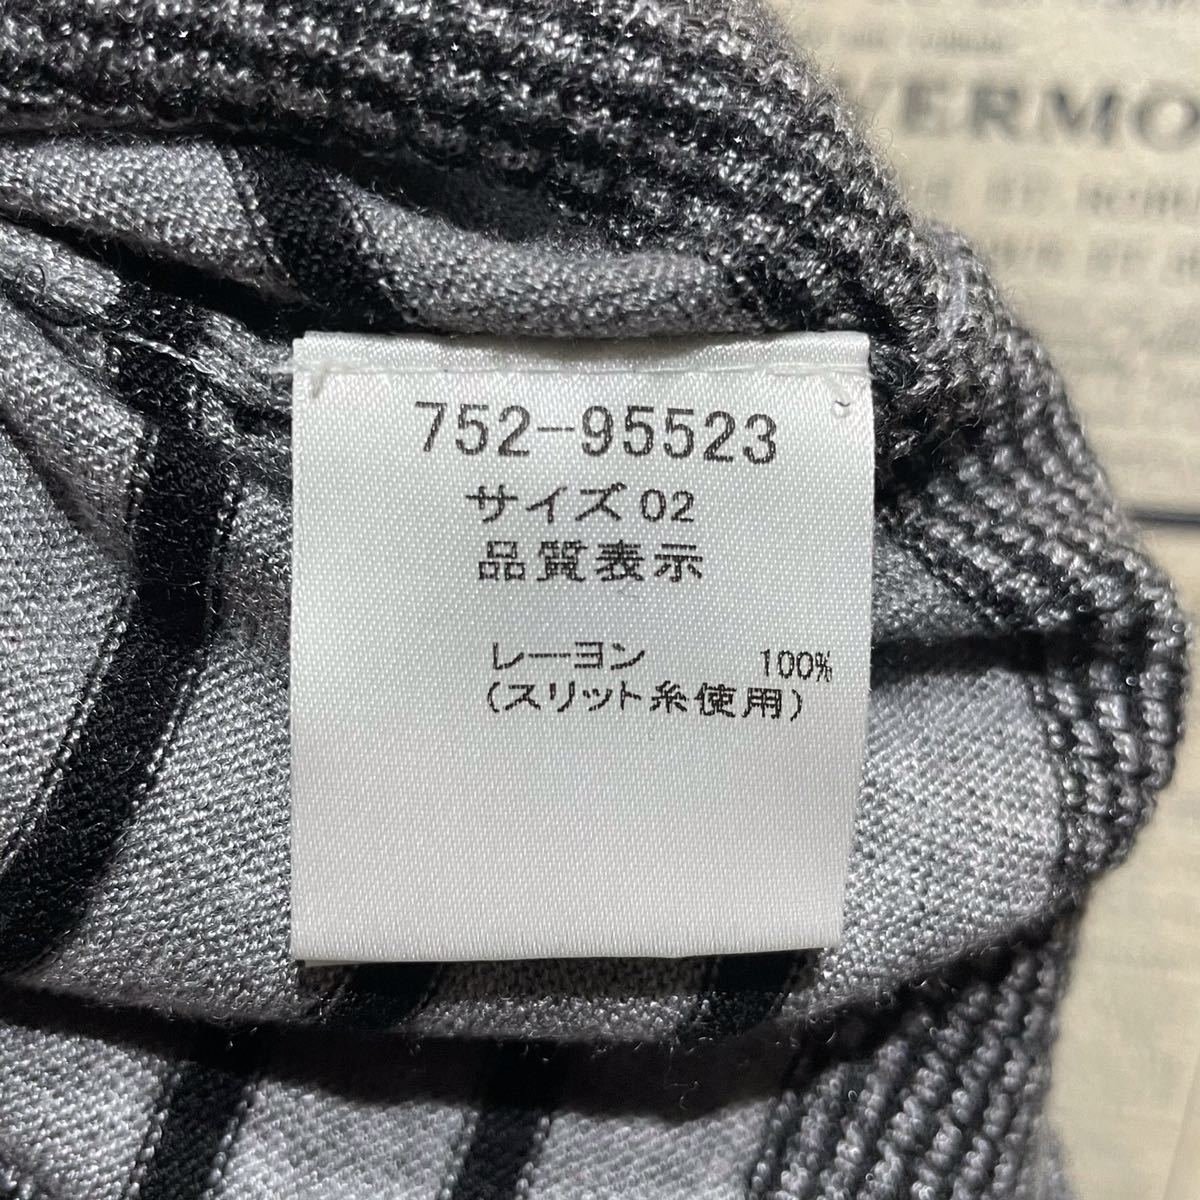 752-95523
サイズ02
品質表示
レーヨン 100%
(スリット糸使用)
VERMO